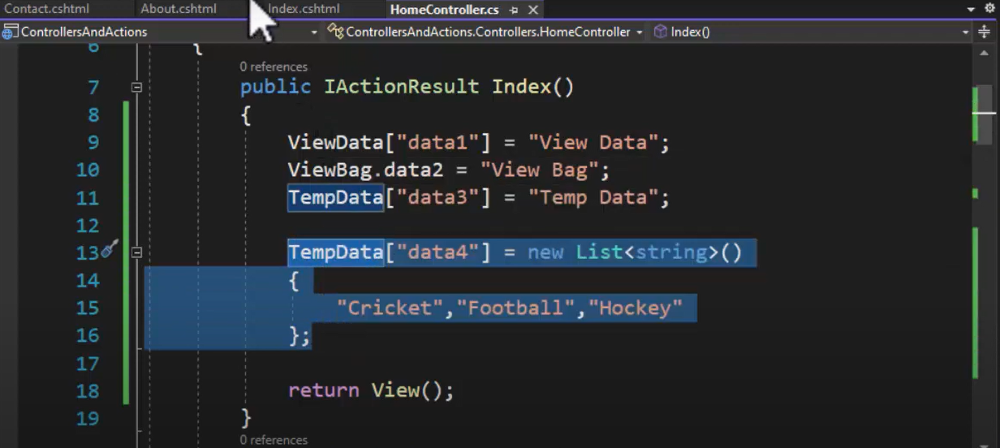 Contact.cshtml About.cshtml Index.cshtml HomeController.cs
ControllersAndActions ControllersAndActions.Controllers.HomeController Index()
6 {
0 references
7 public IActionResult Index()
8 {
9 ViewData["data1"] = "View Data";
10 ViewBag.data2 = "View Bag";
11 TempData["data3"] = "Temp Data";
12
13 TempData["data4"] = new List<string>()
14 {
15 "Cricket","Football","Hockey"
16 };
17
18 return View();
19 }
0 references